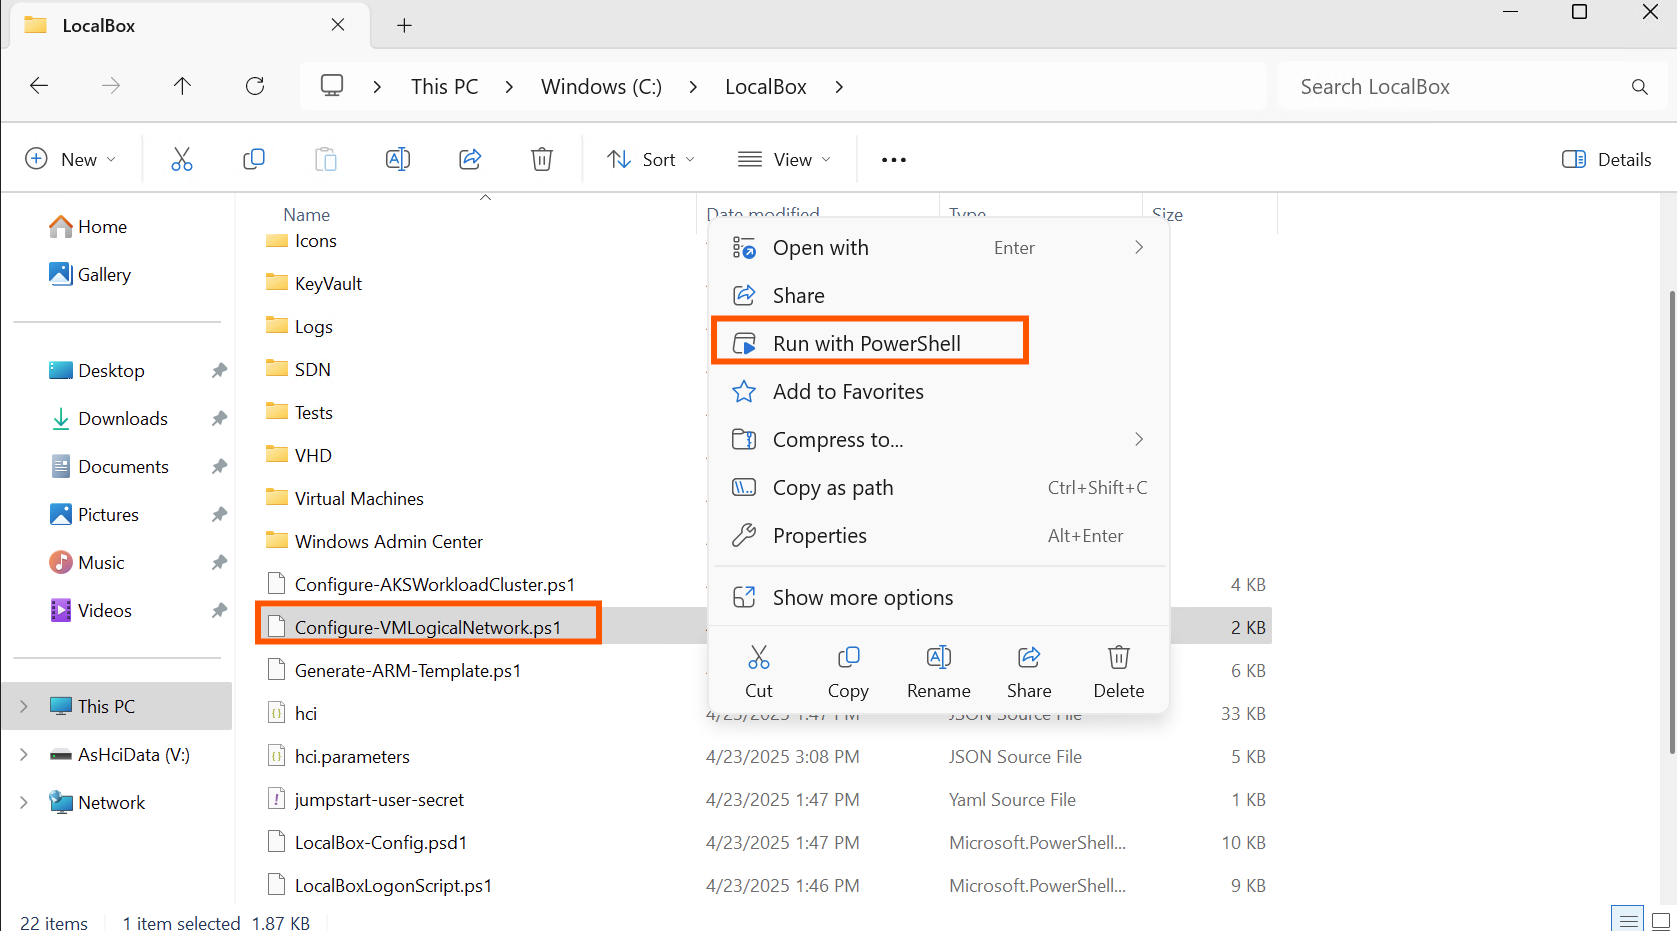 LocalBox
This PC
Windows (C:)
LocalBox
Search LocalBox
New
Sort
View
Details
Name
Date modified
Type
Size
Home
Gallery
Desktop
Downloads
Documents
Pictures
Music
Videos
This PC
AsHciData (V:)
Network
Icons
KeyVault
Logs
SDN
Tests
VHD
Virtual Machines
Windows Admin Center
Configure-AKSWorkloadCluster.ps1 4 KB
Configure-VMLogicalNetwork.ps1 2 KB
Generate-ARM-Template.ps1 6 KB
hci 4/23/2025 1:47 PM JSON Source File 33 KB
hci.parameters 4/23/2025 3:08 PM JSON Source File 5 KB
jumpstart-user-secret 4/23/2025 1:47 PM Yaml Source File 1 KB
LocalBox-Config.psd1 4/23/2025 1:47 PM Microsoft.PowerShell... 10 KB
LocalBoxLogonScript.ps1 4/23/2025 1:46 PM Microsoft.PowerShell... 9 KB
Open with Enter
Share
Run with PowerShell
Add to Favorites
Compress to...
Copy as path Ctrl+Shift+C
Properties Alt+Enter
Show more options
Cut
Copy
Rename
Share
Delete
22 items
1 item selected 1.87 KB